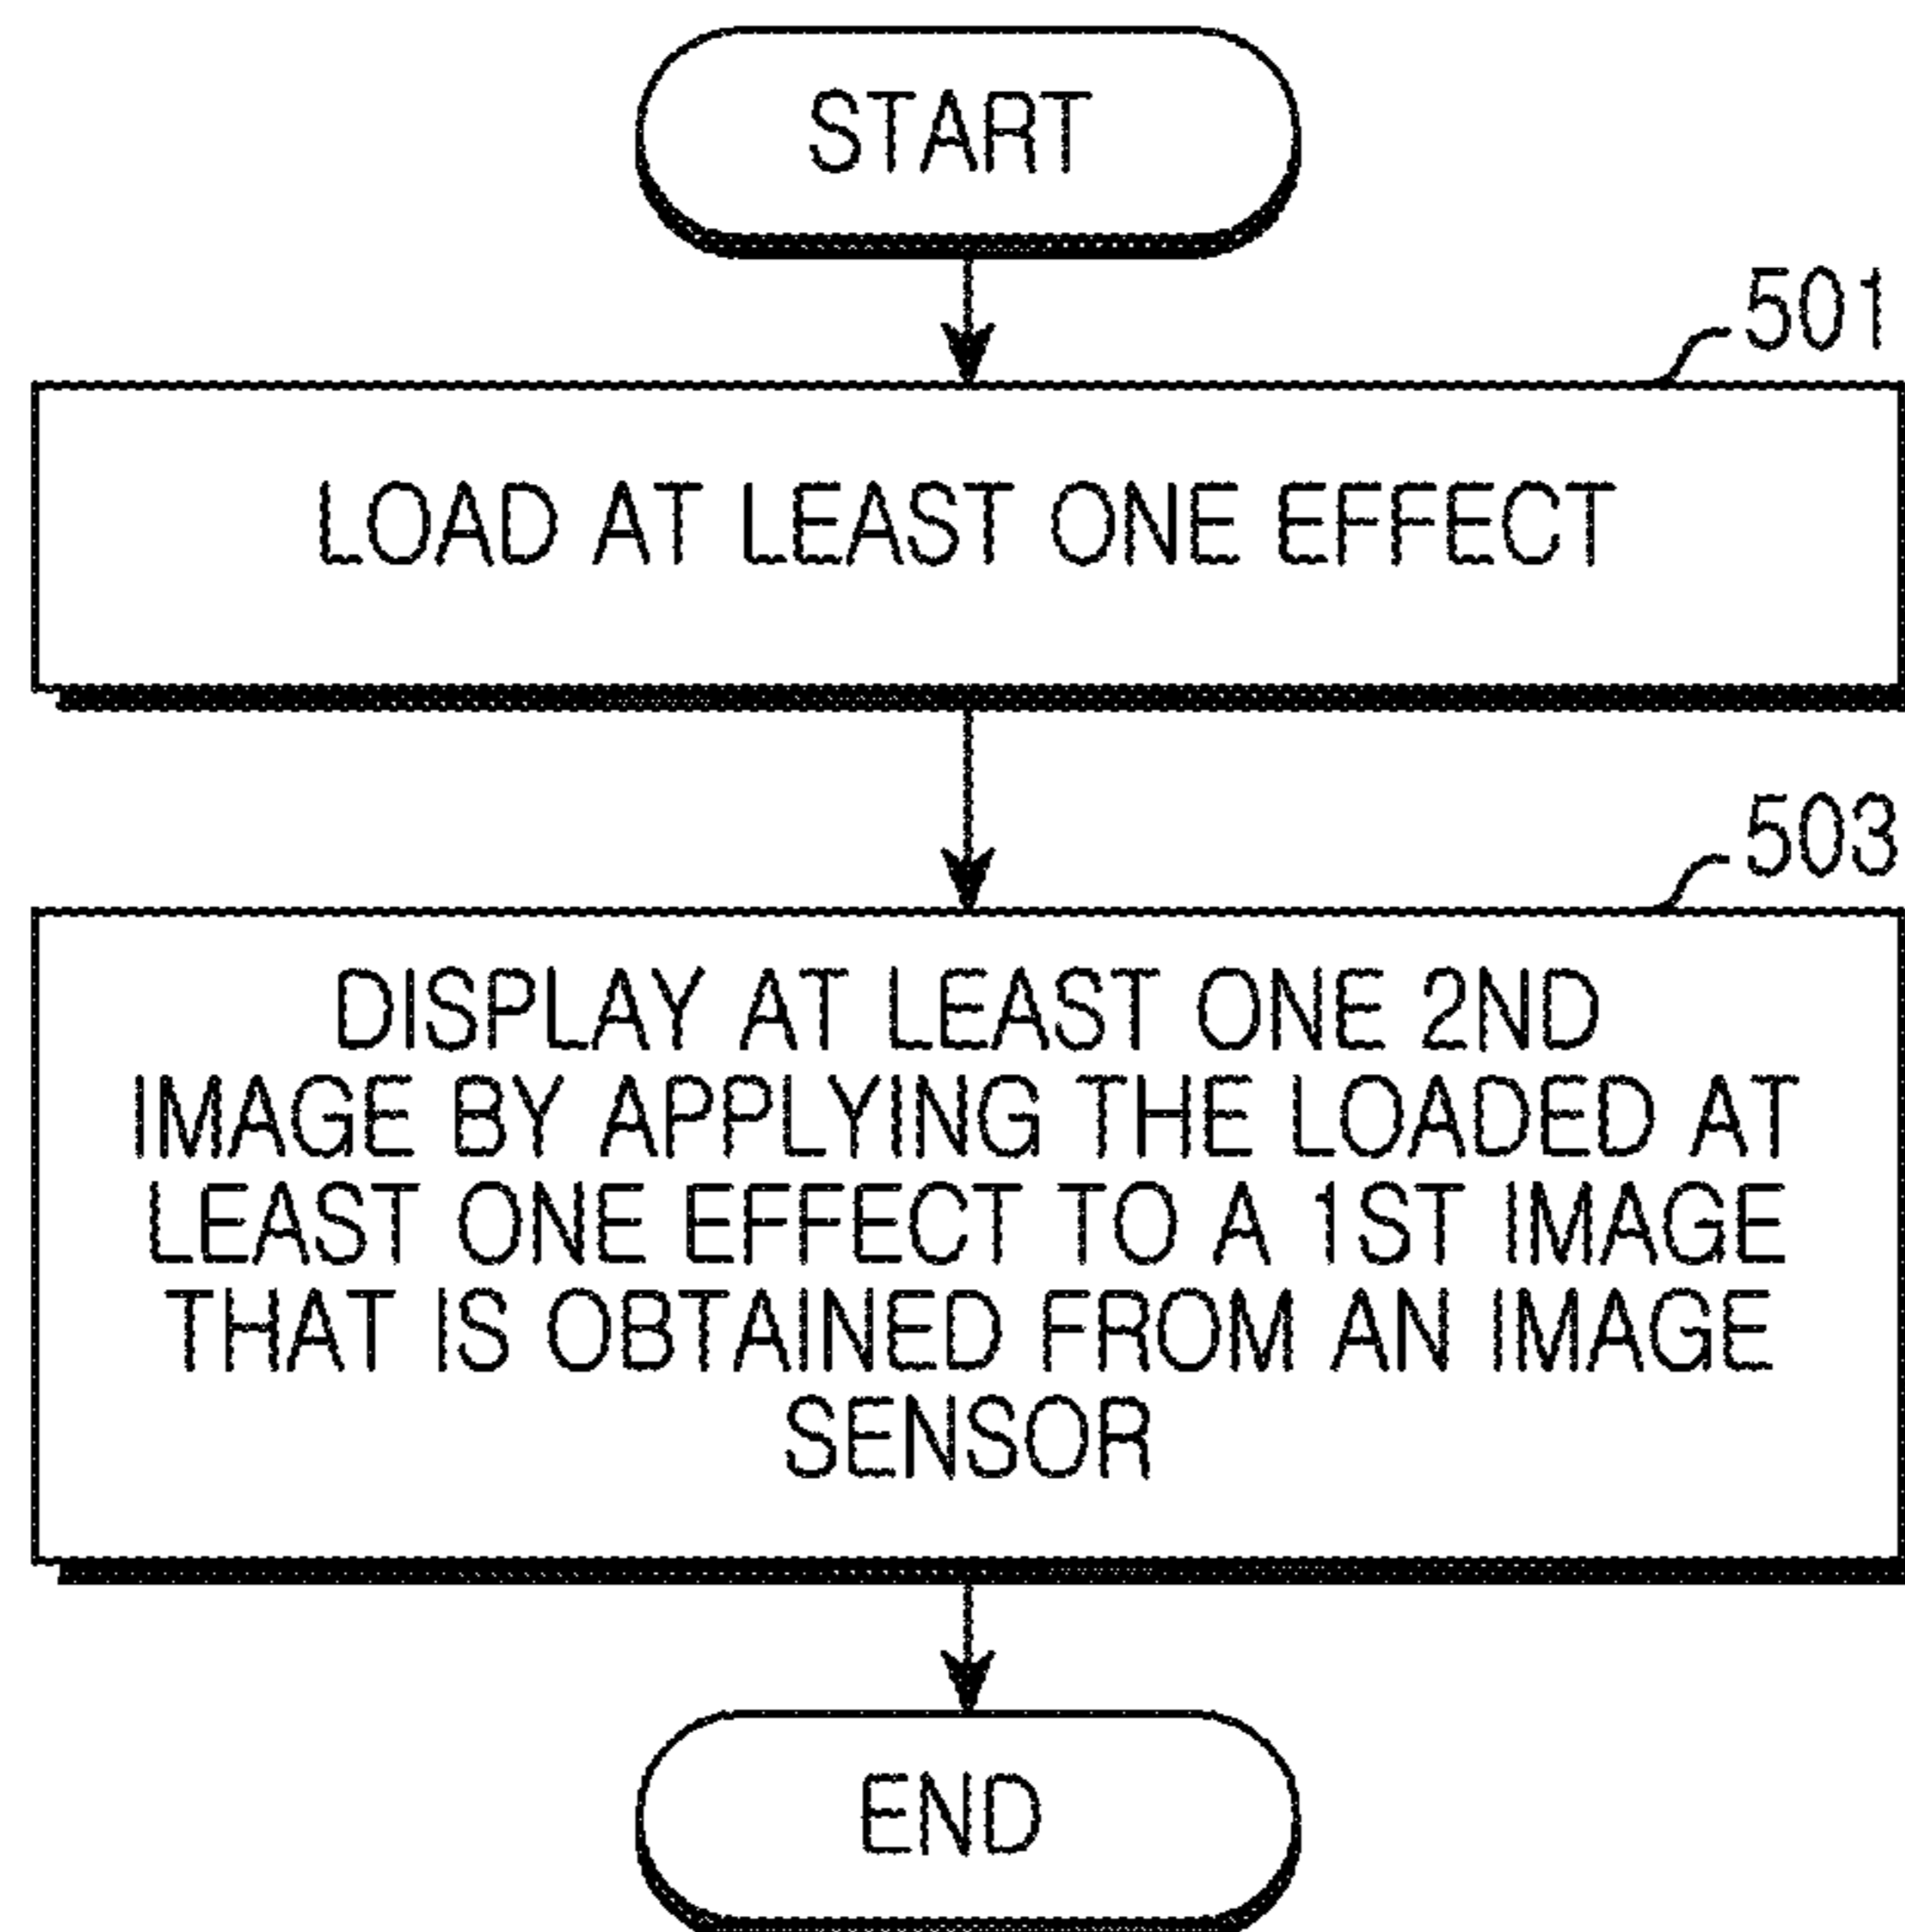 START
501
LOAD AT LEAST ONE EFFECT
503
DISPLAY AT LEAST ONE 2ND
IMAGE BY APPLYING THE LOADED AT
LEAST ONE EFFECT TO A 1ST IMAGE
THAT IS OBTAINED FROM AN IMAGE
SENSOR
END